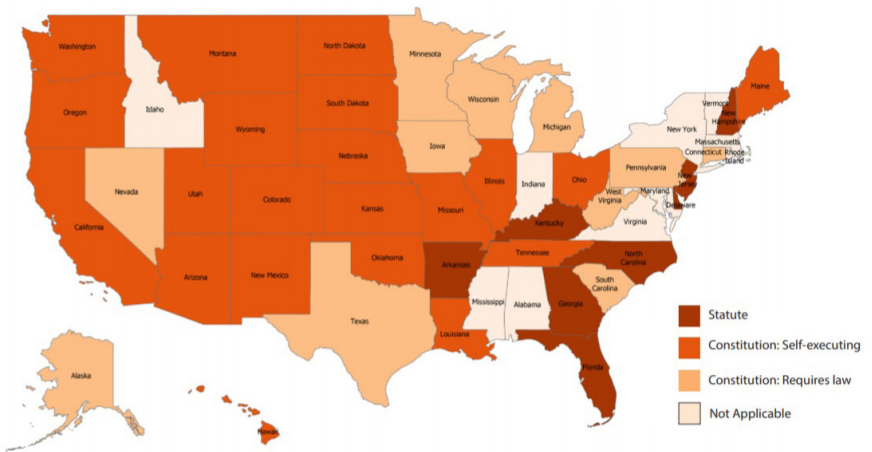 Washington
Montana
North Dakota
Minnesota
Maine
Oregon
Idaho
South Dakota
Wisconsin
Michigan
Vermont
New
Hampshire
New York
Massachusetts
Connecticut
Rhode
Island
Wyoming
Nebraska
Iowa
Pennsylvania
New
Jersey
Nevada
Utah
Colorado
Kansas
Missouri
Illinois
Indiana
Ohio
West
Virginia
Maryland
Delaware
Virginia
California
Kentucky
Arizona
New Mexico
Oklahoma
Arkansas
Tennessee
North
Carolina
South
Carolina
Texas
Louisiana
Mississippi
Alabama
Georgia
Florida
Alaska
Hawaii
Statute
Constitution: Self-executing
Constitution: Requires law
Not Applicable